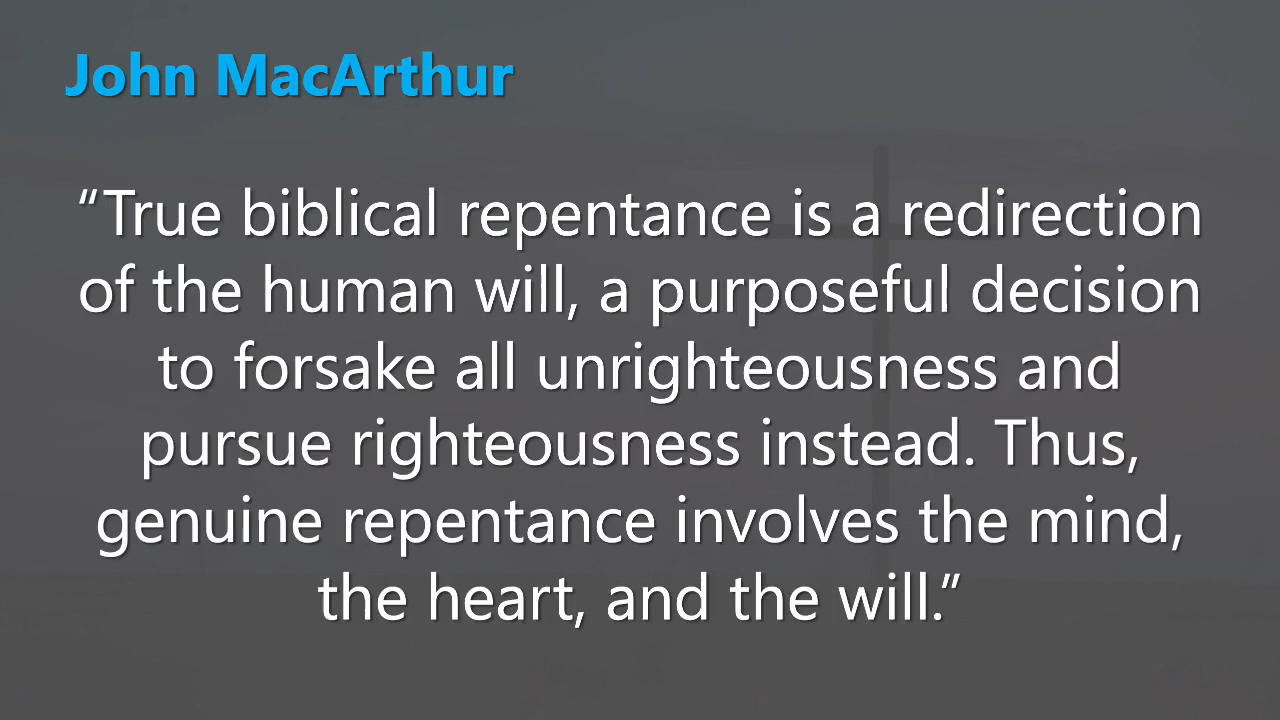 John MacArthur
“True biblical repentance is a redirection
of the human will, a purposeful decision
to forsake all unrighteousness and
pursue righteousness instead. Thus,
genuine repentance involves the mind,
the heart, and the will.”